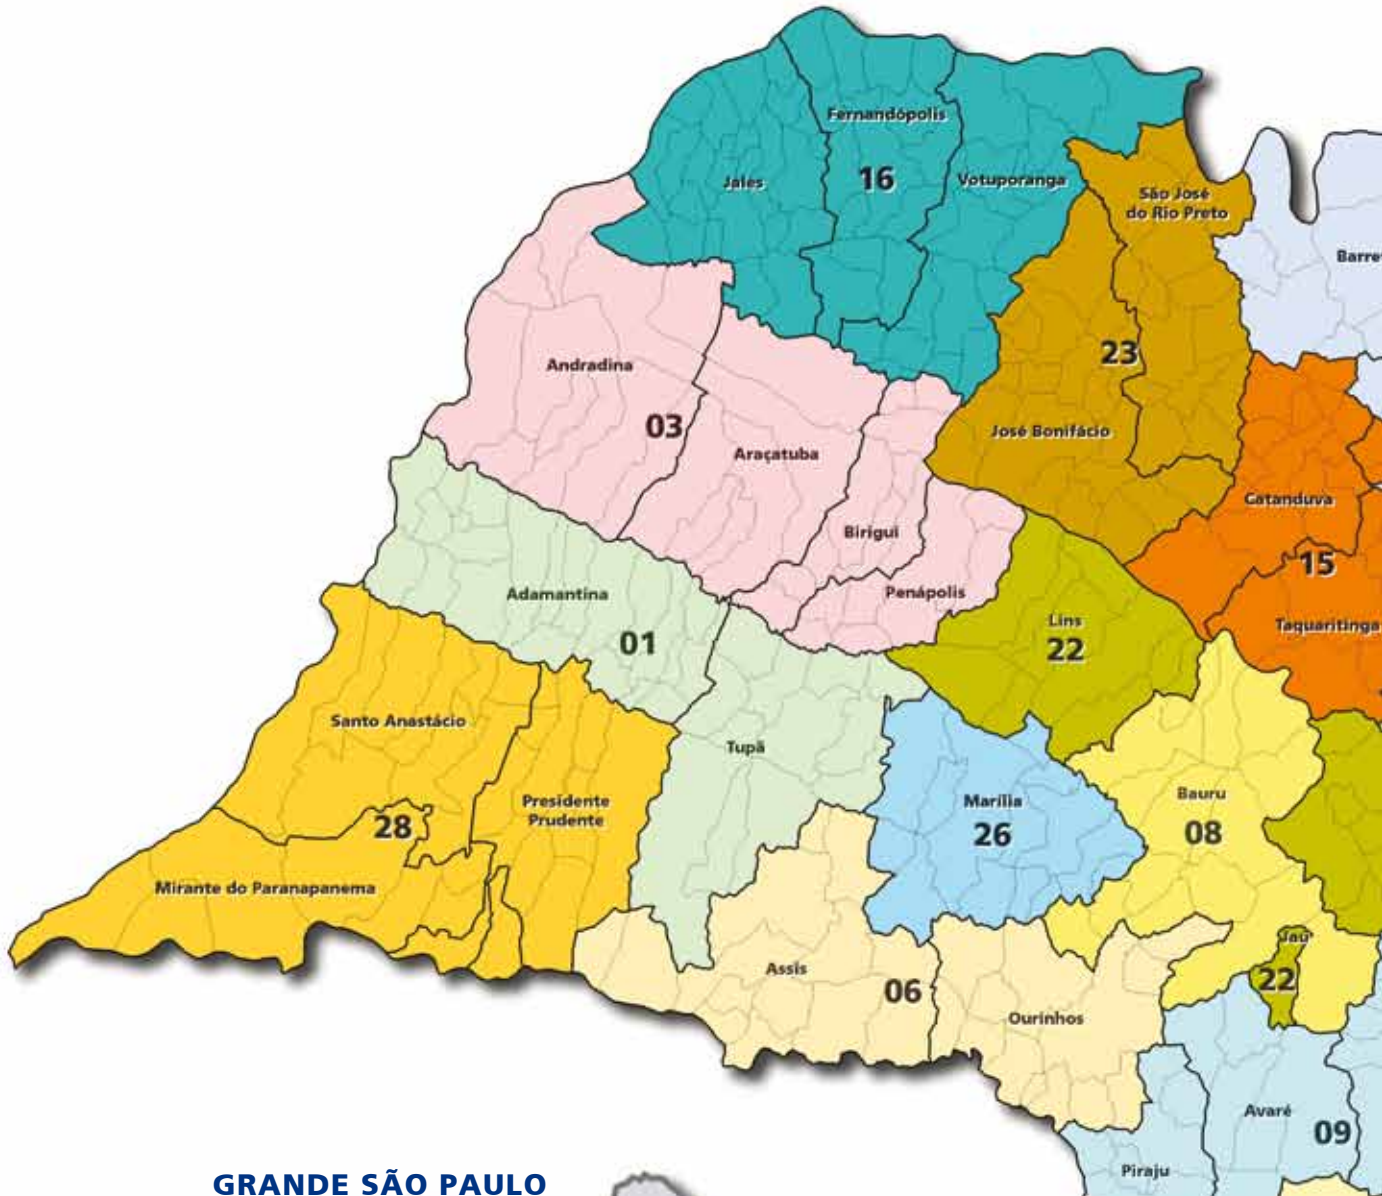 Fernandópolis
16
Jales
Votuporanga
São José
do Rio Preto
Barre
23
Andradina
03
Araçatuba
José Bonifácio
Catanduva
Birigui
15
Penápolis
Adamantina
01
Lins
22
Taquaritinga
Santo Anastácio
Tupã
Presidente
Prudente
28
Marília
26
Bauru
08
Mirante do Paranapanema
Jaú
22
Assis
06
Ourinhos
Avaré
09
Piraju
GRANDE SÃO PAULO